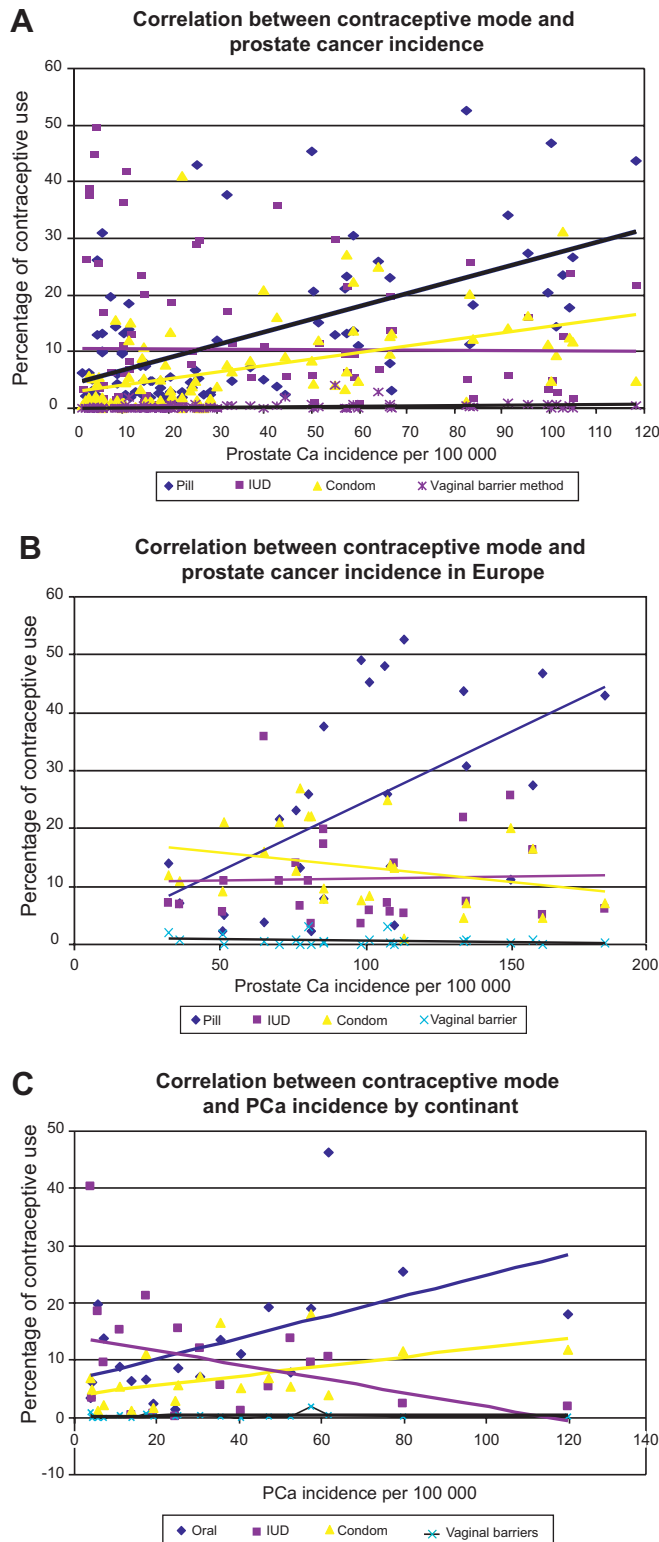 A
Correlation between contraceptive mode and
prostate cancer incidence
Percentage of contraceptive use
60
50
40
30
20
10
0
0 10 20 30 40 50 60 70 80 90 100 110 120
Prostate Ca incidence per 100 000
Pill IUD Condom Vaginal barrier method
B
Correlation between contraceptive mode and
prostate cancer incidence in Europe
Percentage of contraceptive use
60
50
40
30
20
10
0
50 100 150 200
Prostate Ca incidence per 100 000
Pill IUD Condom Vaginal barrier
C
Correlation between contraceptive mode
and PCa incidence by continant
Percentage of contraceptive use
50
40
30
20
10
0
-10
20 40 60 80 100 120 140
PCa incidence per 100 000
Oral IUD Condom Vaginal barriers